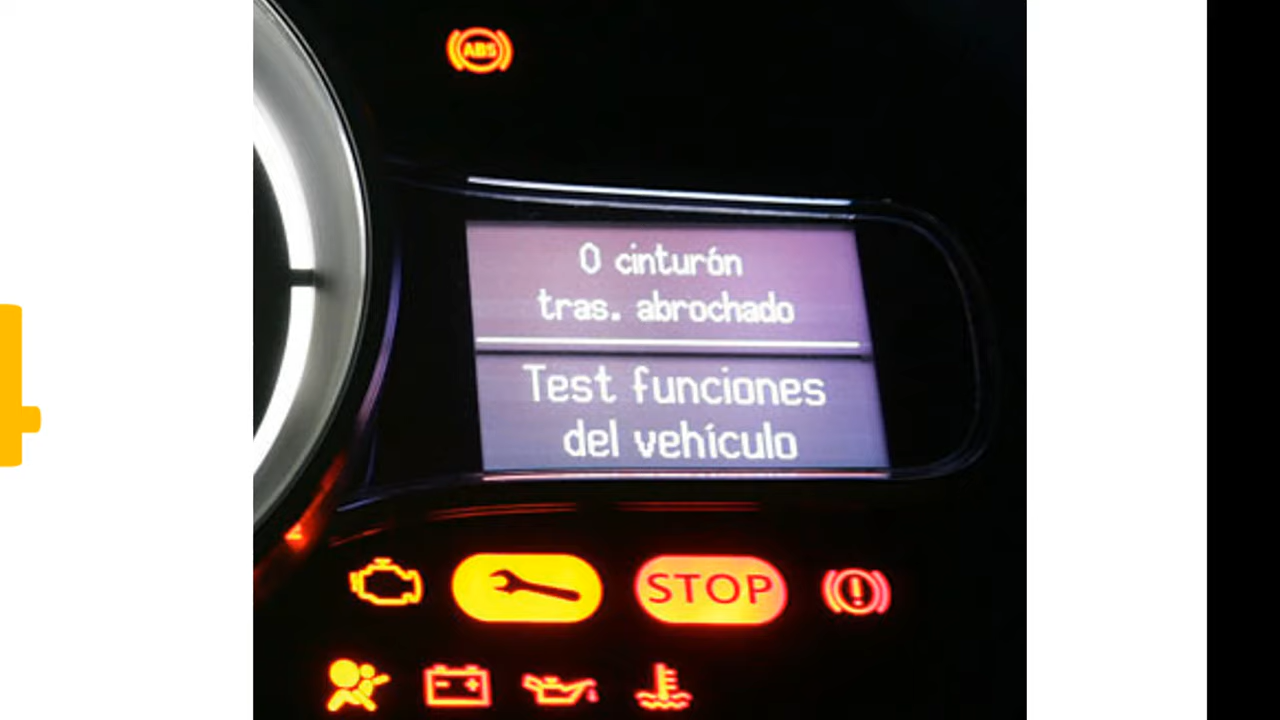 ABS
0 cinturón
tras. abrochado
Test funciones
del vehículo
STOP